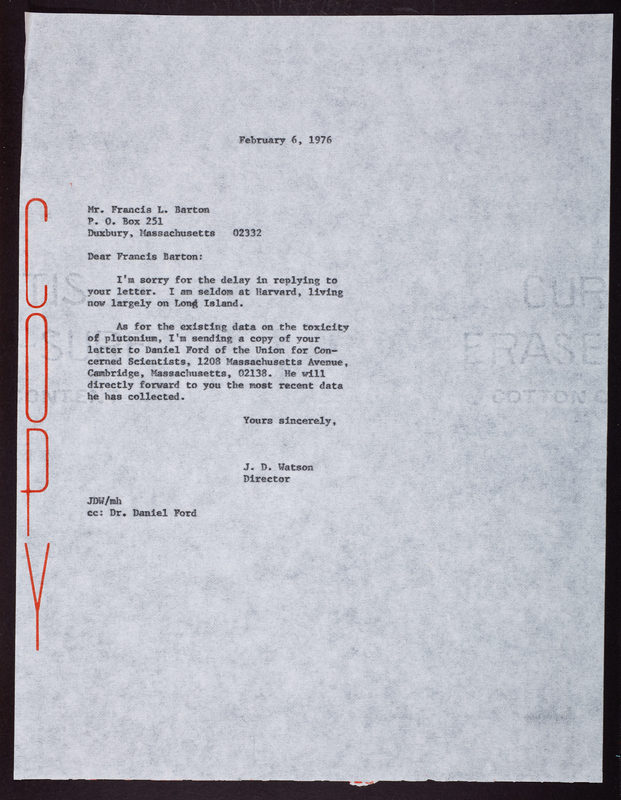 February 6, 1976
Mr. Francis L. Barton
P. O. Box 251
Duxbury, Massachusetts 02332
Dear Francis Barton:
I'm sorry for the delay in replying to
your letter. I am seldom at Harvard, living
now largely on Long Island.
As for the existing data on the toxicity
of plutonium, I'm sending a copy of your
letter to Daniel Ford of the Union for Con-
cerned Scientists, 1208 Massachusetts Avenue,
Cambridge, Massachusetts, 02138. He will
directly forward to you the most recent data
he has collected.
Yours sincerely,
J. D. Watson
Director
JDW/mh
cc: Dr. Daniel Ford
COPY
TIS
CUR
ERASE
COTTON C